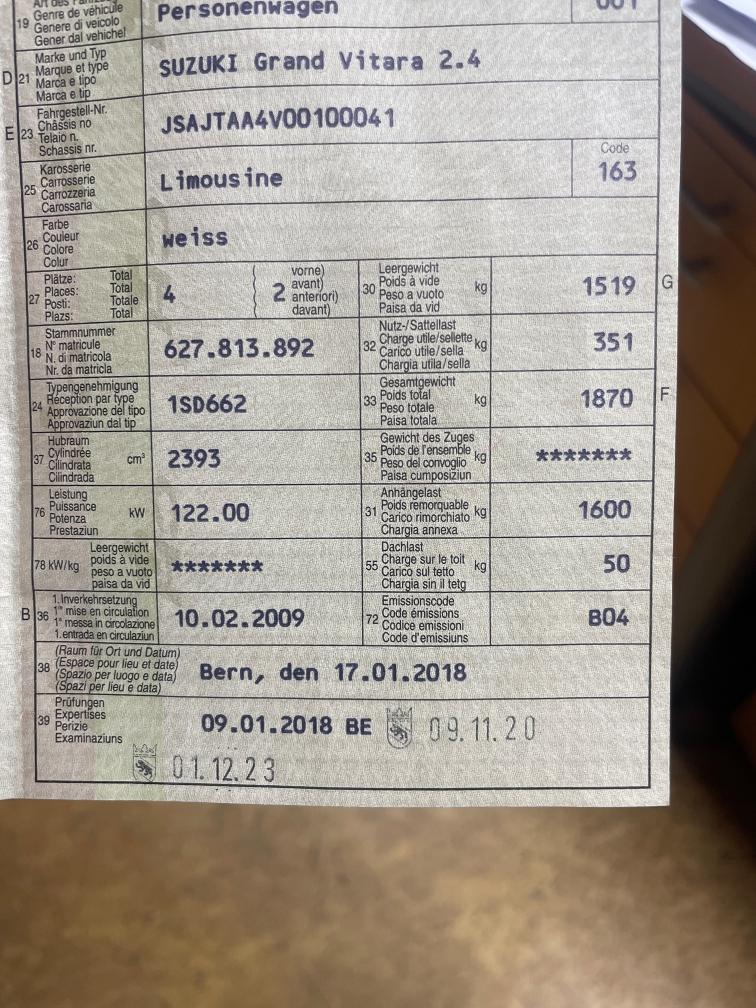 19 Genre de véhicule
Genere di veicolo
Gener dal vehichel
Personenwagen
001
D 21 Marke und Typ
Marque et type
Marca e tipo
Marca e tip
SUZUKI Grand Vitara 2.4
E 23 Fahrgestell-Nr.
Châssis no
Telaio n.
Schassis nr.
JSAJTAA4V00100041
25 Karosserie
Carrosserie
Carrozzeria
Carossaria
Limousine
Code
163
26 Farbe
Couleur
Colore
Colur
weiss
27 Plätze: Total
Places: Total
Posti: Totale
Plazs: Total
4
2
vorne)
avant)
anteriori)
davant)
30 Leergewicht
Poids à vide
Peso a vuoto
Paisa da vid
kg
1519 G
18 Stammnummer
N° matricule
N. di matricola
Nr. da matricla
627.813.892
32 Nutz-/Sattellast
Charge utile/sellette kg
Carico utile/sella
Chargia utila/sella
351
24 Typengenehmigung
Réception par type
Approvazione del tipo
Approvaziun dal tip
1SD662
33 Gesamtgewicht
Poids total
Peso totale
Paisa totala
kg
1870 F
37 Hubraum
Cylindrée
Cilindrata
Cilindrada
cm³
2393
35 Gewicht des Zuges
Poids de l'ensemble
Peso del convoglio
Paisa cumposiziun
kg
*******
76 Leistung
Puissance
Potenza
Prestaziun
kW
122.00
31 Anhängelast
Poids remorquable
Carico rimorchiato
Chargia annexa
kg
1600
78 kW/kg
Leergewicht
poids à vide
peso a vuoto
paisa da vid
*******
55 Dachlast
Charge sur le toit
Carico sul tetto
Chargia sin il tetg
kg
50
B 36 1.Inverkehrsetzung
1re mise en circulation
1a messa in circolazione
1.entrada en circulaziun
10.02.2009
72 Emissionscode
Code émissions
Codice emissioni
Code d'emissiuns
B04
38 (Raum für Ort und Datum)
(Espace pour lieu et date)
(Spazio per luogo e data)
(Spazi per lieu e data)
Bern, den 17.01.2018
39 Prüfungen
Expertises
Perizie
Examinaziuns
09.01.2018 BE
09.11.20
01.12.23